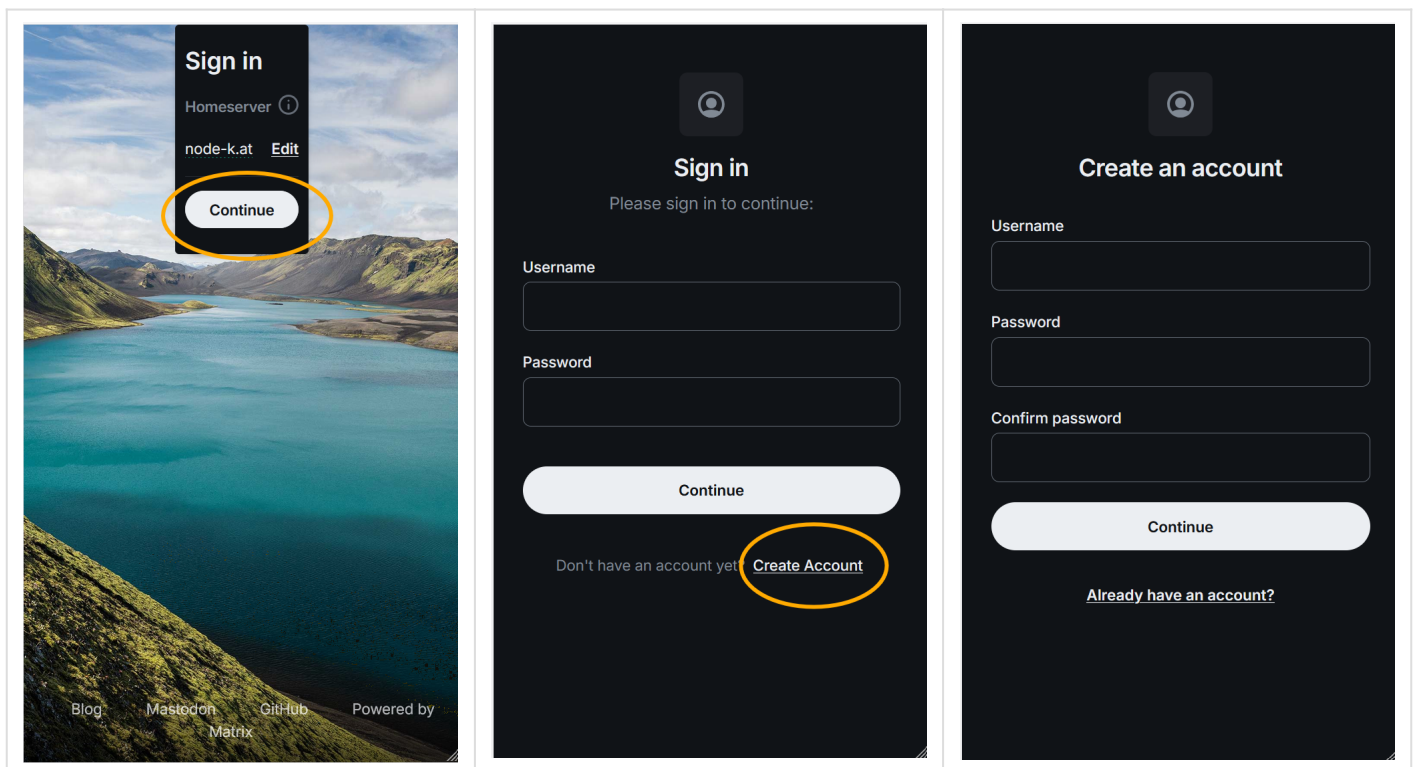 Sign in
Homeserver
node-k.at Edit
Continue
Blog Mastodon GitHub Powered by
Matrix
Sign in
Please sign in to continue:
Username
Password
Continue
Don't have an account yet? Create Account
Create an account
Username
Password
Confirm password
Continue
Already have an account?